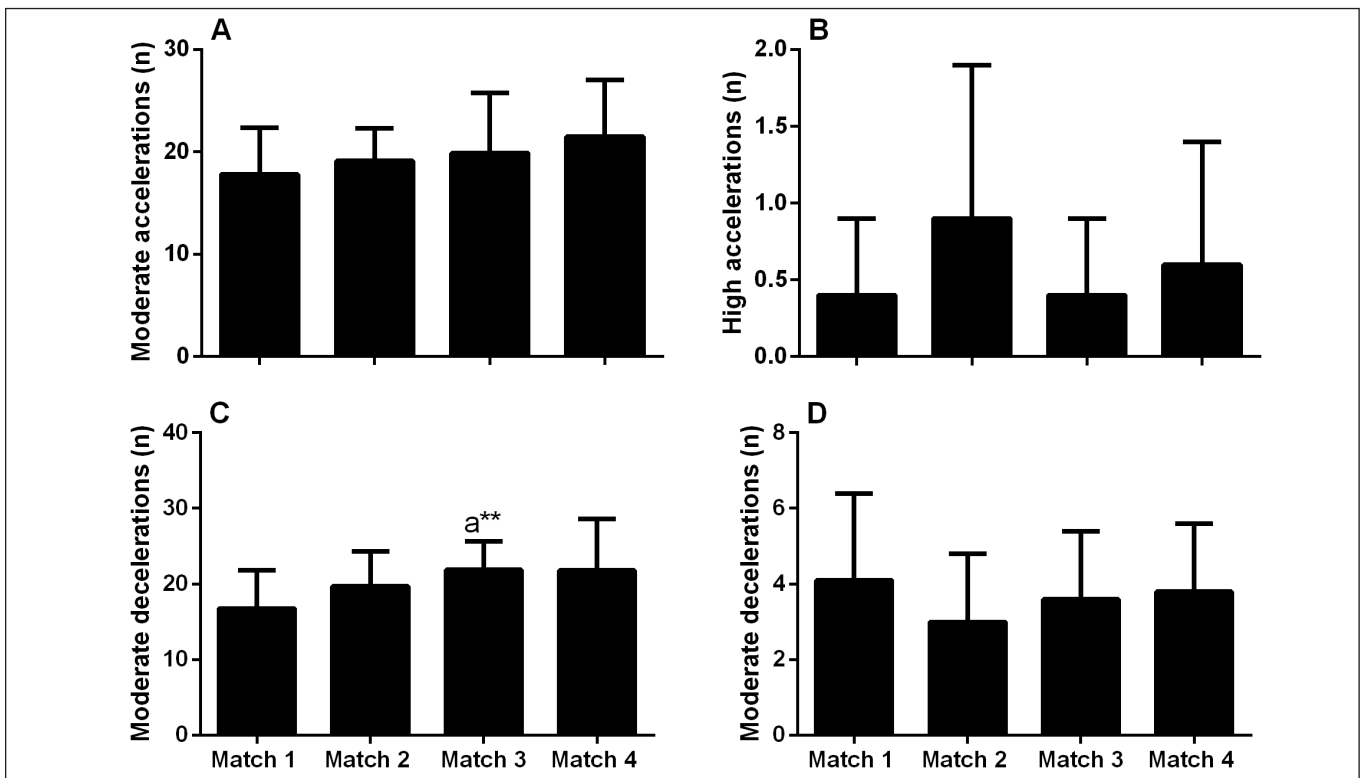 A
Moderate accelerations (n)
30
20
10
0
B
High accelerations (n)
2.0
1.5
1.0
0.5
0.0
C
Moderate decelerations (n)
40
30
20
10
0
a**
Match 1 Match 2 Match 3 Match 4
D
Moderate decelerations (n)
8
6
4
2
0
Match 1 Match 2 Match 3 Match 4